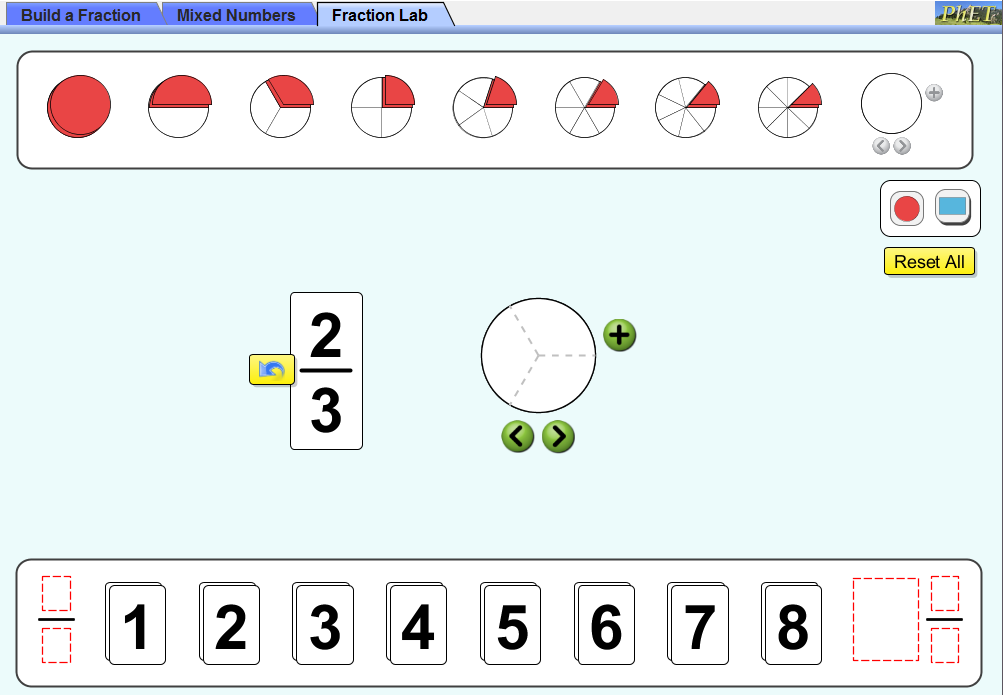 Build a Fraction Mixed Numbers Fraction Lab PhET
Reset All
2
3
1 2 3 4 5 6 7 8